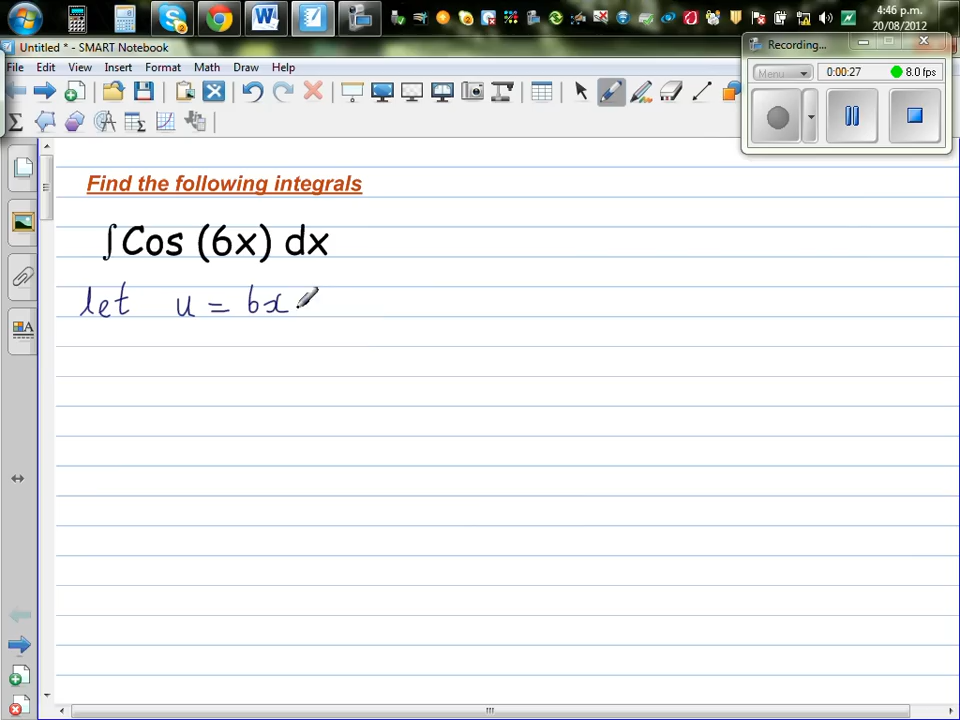 4:46 p.m.
20/08/2012
Untitled * - SMART Notebook
Recording...
File Edit View Insert Format Math Draw Help
Menu 0:00:27 8.0 fps
Find the following integrals
∫Cos (6x) dx
let u = 6x